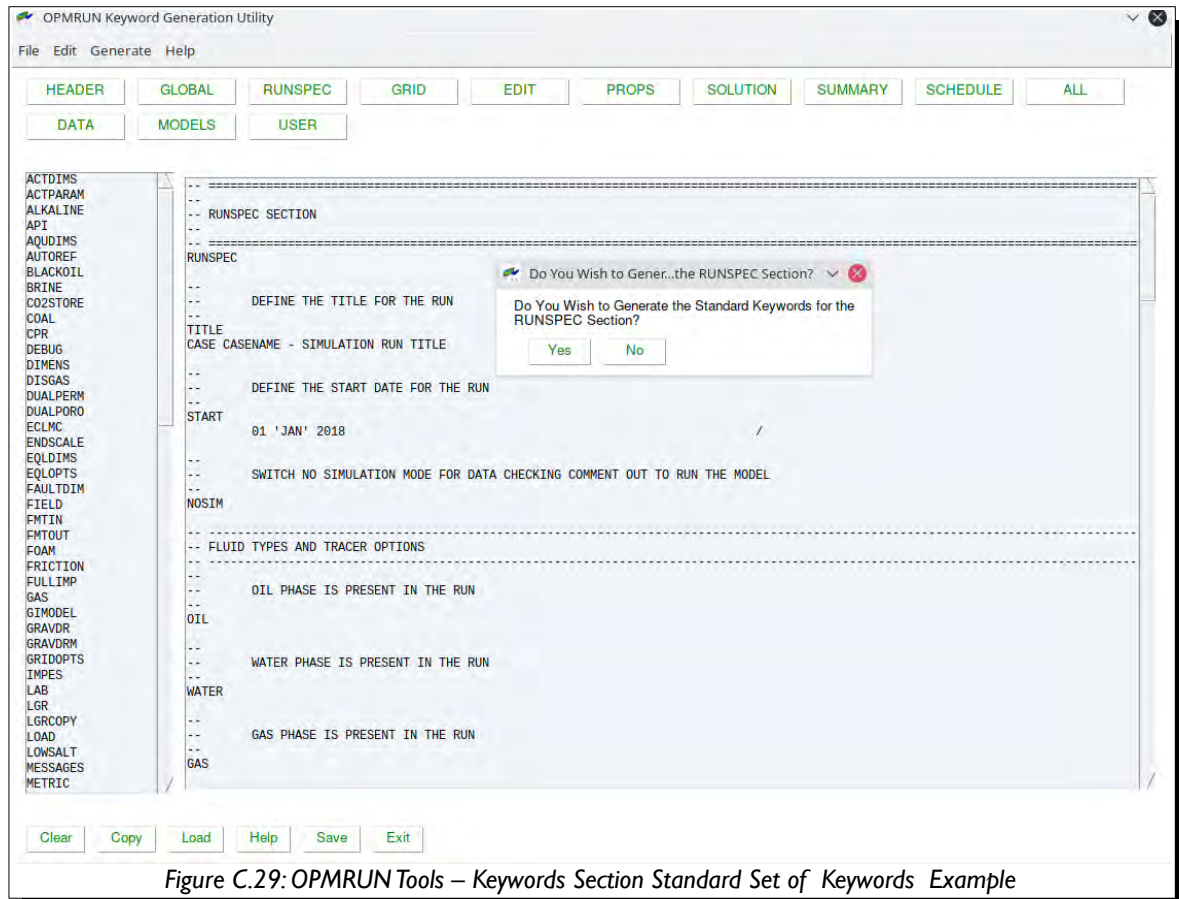 OPMRUN Keyword Generation Utility
File Edit Generate Help
HEADER GLOBAL RUNSPEC GRID EDIT PROPS SOLUTION SUMMARY SCHEDULE ALL
DATA MODELS USER
ACTDIMS
ACTPARAM
ALKALINE
API
AQUDIMS
AUTOREF
BLACKOIL
BRINE
CO2STORE
COAL
CPR
DEBUG
DIMENS
DISGAS
DUALPERM
DUALPORO
ECLMC
ENDSCALE
EQLDIMS
EQLOPTS
FAULTDIM
FIELD
FMTIN
FMTOUT
FOAM
FRICTION
FULLIMP
GAS
GIMODEL
GRAVDR
GRAVDRM
GRIDOPTS
IMPES
LAB
LGR
LGRCOPY
LOAD
LOWSALT
MESSAGES
METRIC
-- ================================================================================
--
-- RUNSPEC SECTION
--
-- ================================================================================
RUNSPEC
--
-- DEFINE THE TITLE FOR THE RUN
--
TITLE
CASE CASENAME - SIMULATION RUN TITLE
--
-- DEFINE THE START DATE FOR THE RUN
--
START
01 'JAN' 2018 /
--
-- SWITCH NO SIMULATION MODE FOR DATA CHECKING COMMENT OUT TO RUN THE MODEL
--
NOSIM
-- --------------------------------------------------------------------------------
-- FLUID TYPES AND TRACER OPTIONS
-- --------------------------------------------------------------------------------
--
-- OIL PHASE IS PRESENT IN THE RUN
--
OIL
--
-- WATER PHASE IS PRESENT IN THE RUN
--
WATER
--
-- GAS PHASE IS PRESENT IN THE RUN
--
GAS
Do You Wish to Gener...the RUNSPEC Section?
Do You Wish to Generate the Standard Keywords for the
RUNSPEC Section?
Yes No
Clear Copy Load Help Save Exit
Figure C.29: OPMRUN Tools – Keywords Section Standard Set of Keywords Example